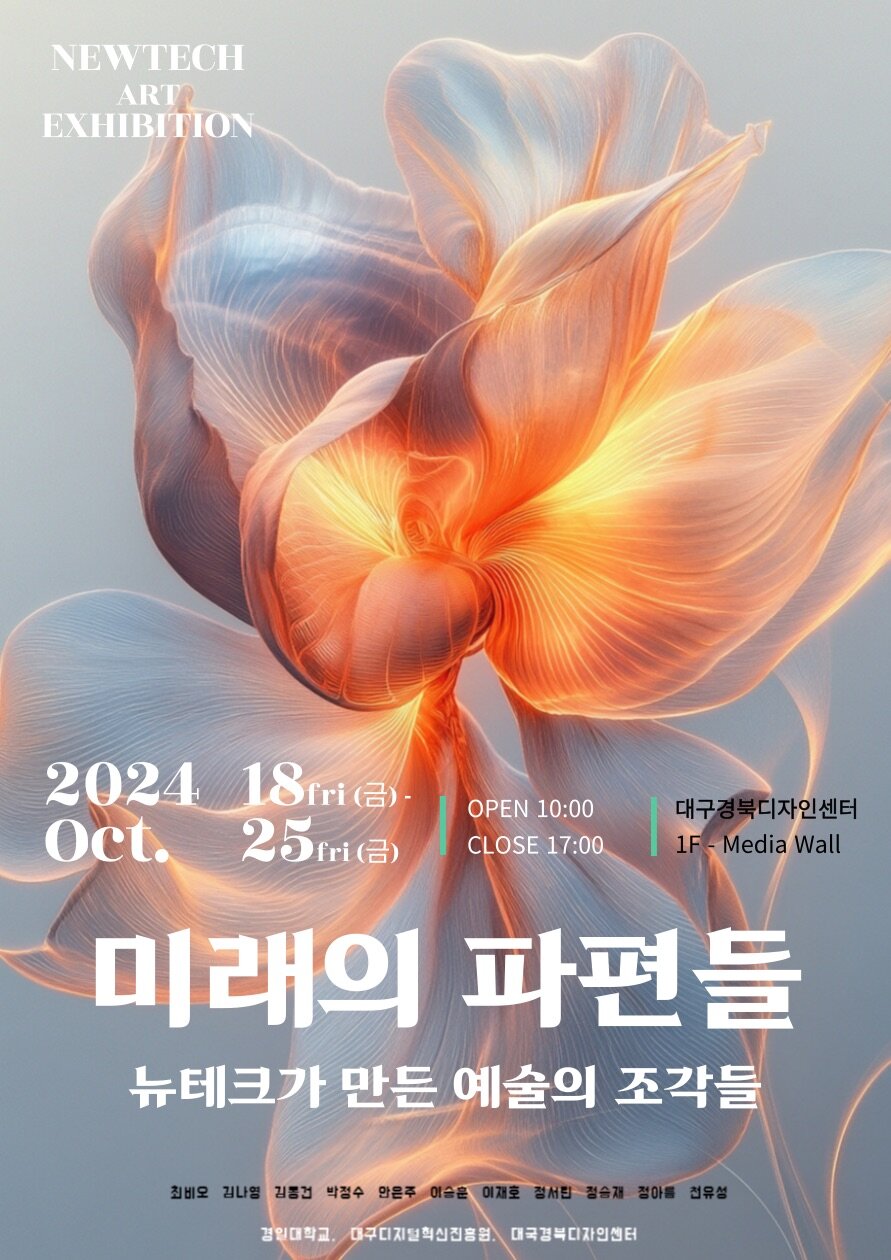 NEWTECH
ART
EXHIBITION
2024 18fri (금) -
Oct. 25fri (금)
OPEN 10:00
CLOSE 17:00
대구경북디자인센터
1F - Media Wall
미래의 파편들
뉴테크가 만든 예술의 조각들
최비오 김나영 김동건 박정수 안은주 이승훈 이재호 정서틴 정승재 정아름 천유성
경일대학교, 대구디지털혁신진흥원, 대국경북디자인센터